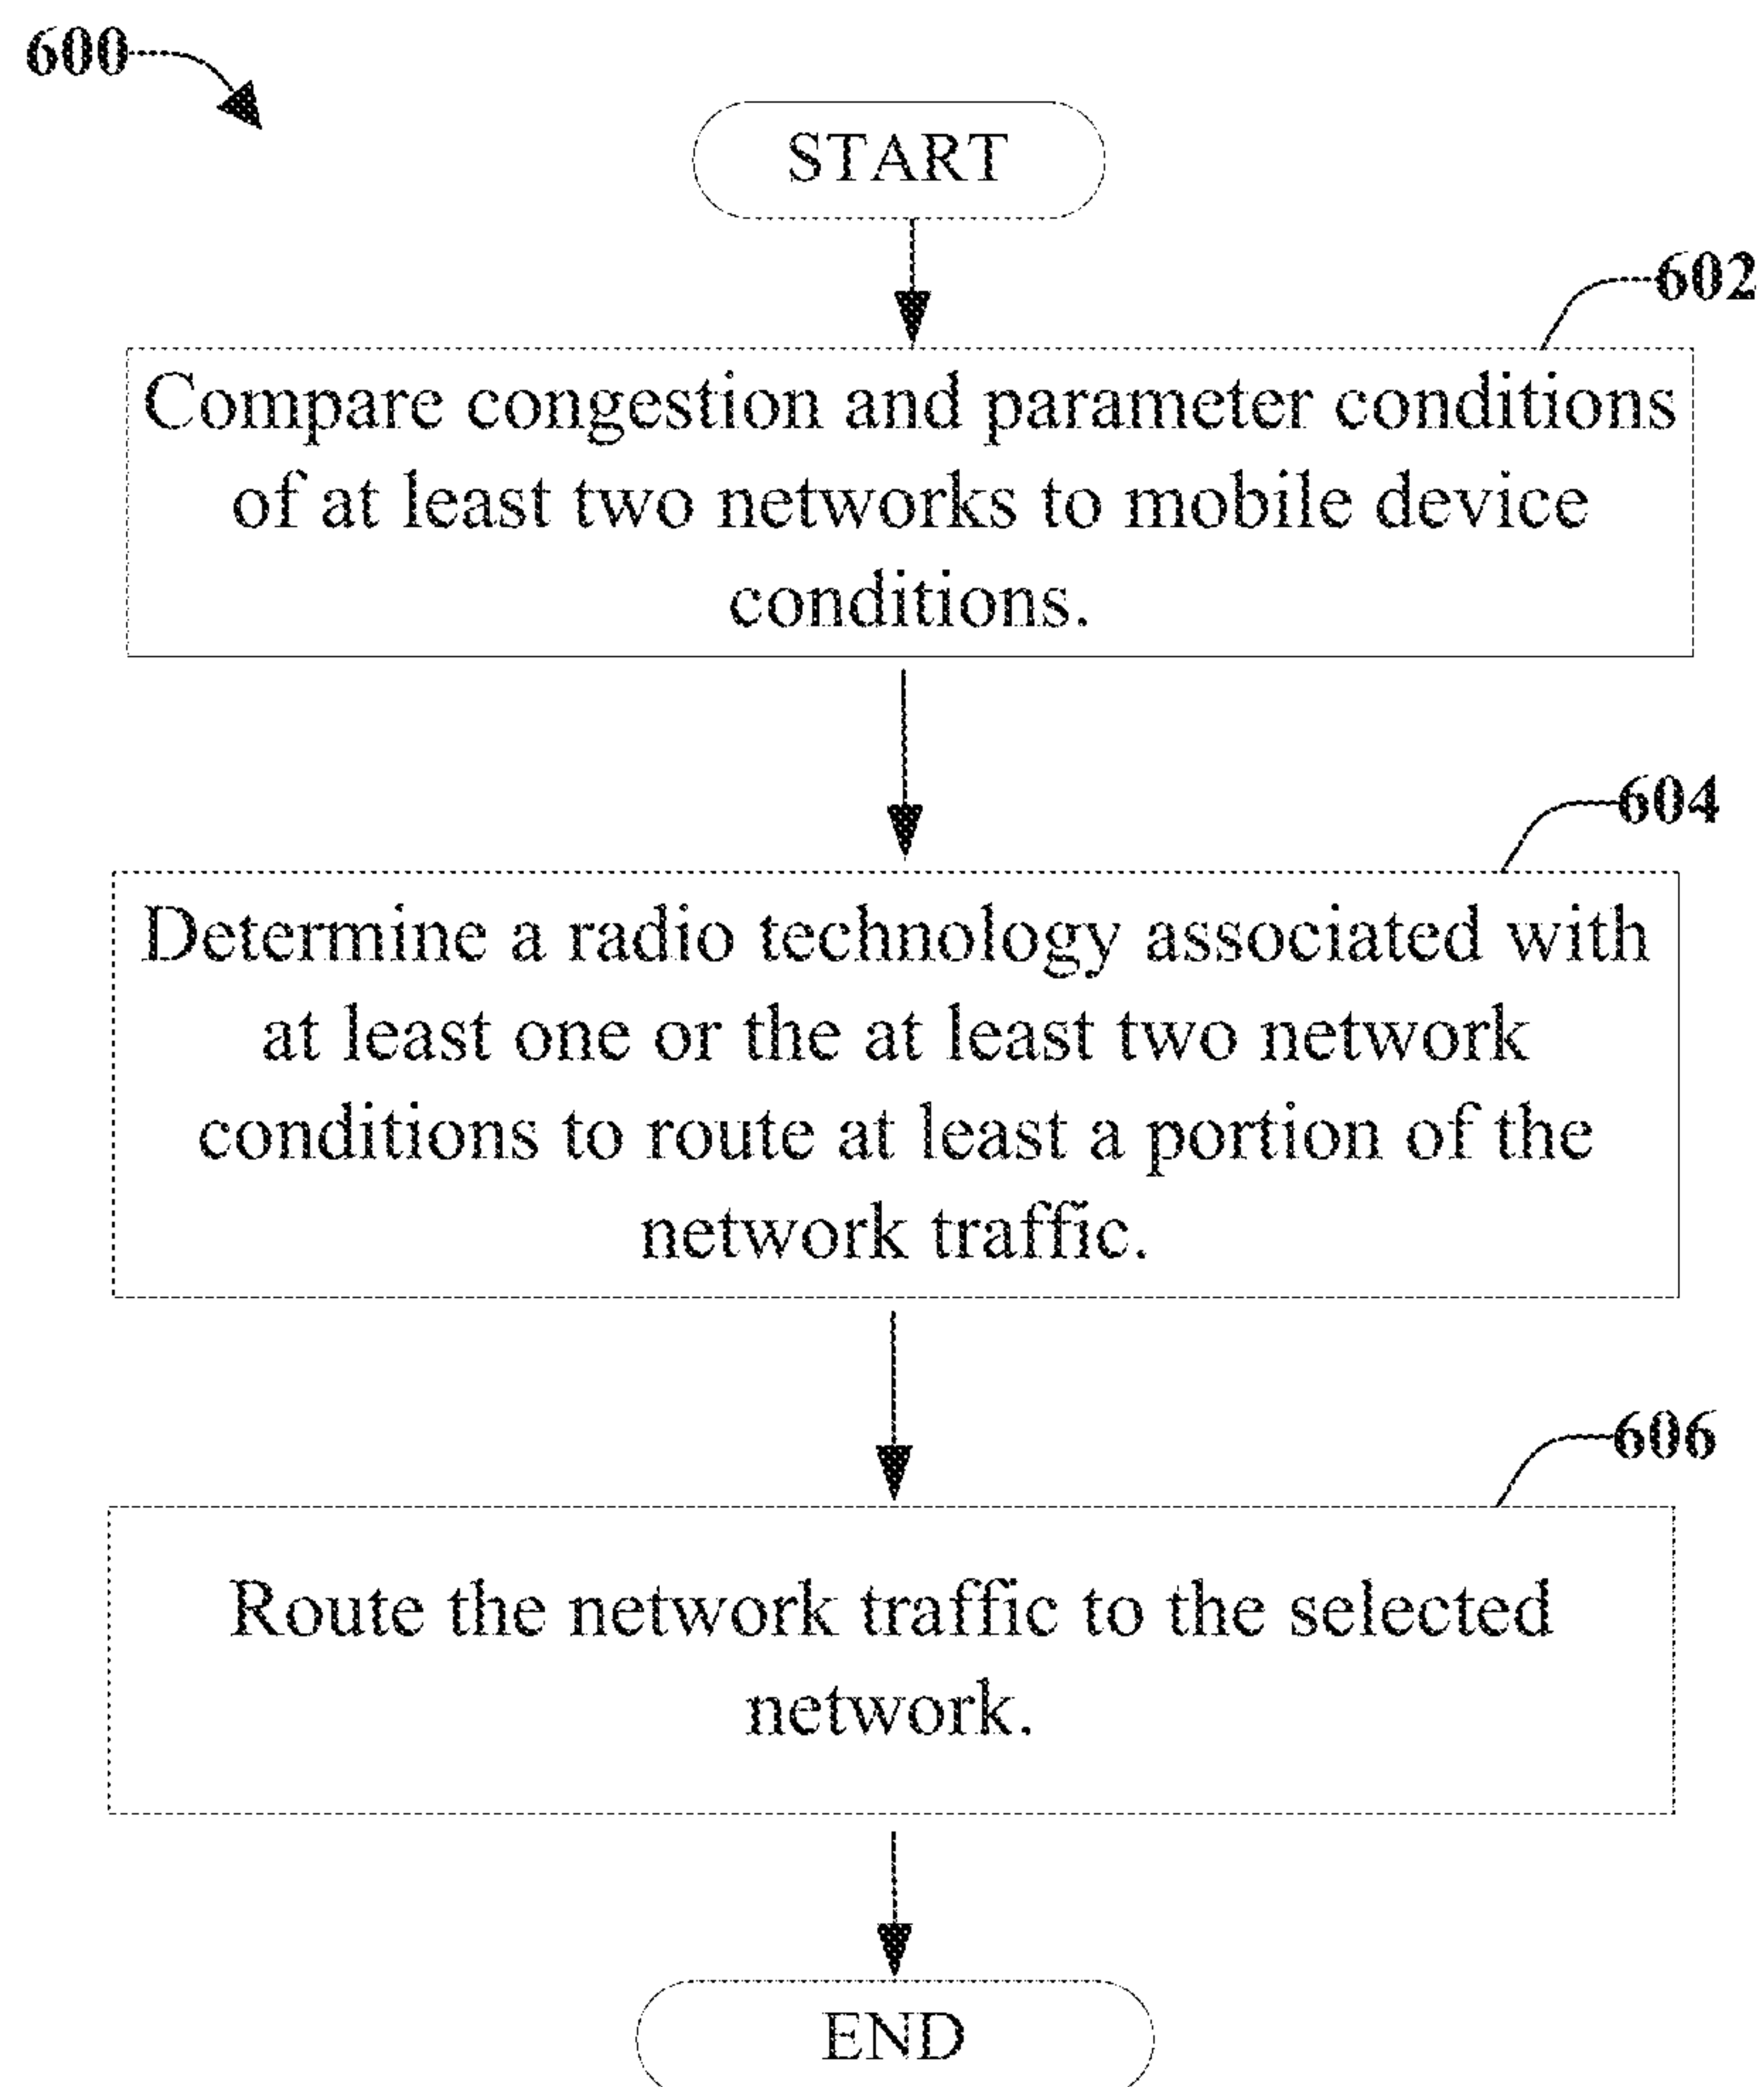 600
START
602
Compare congestion and parameter conditions
of at least two networks to mobile device
conditions.
604
Determine a radio technology associated with
at least one or the at least two network
conditions to route at least a portion of the
network traffic.
606
Route the network traffic to the selected
network.
END